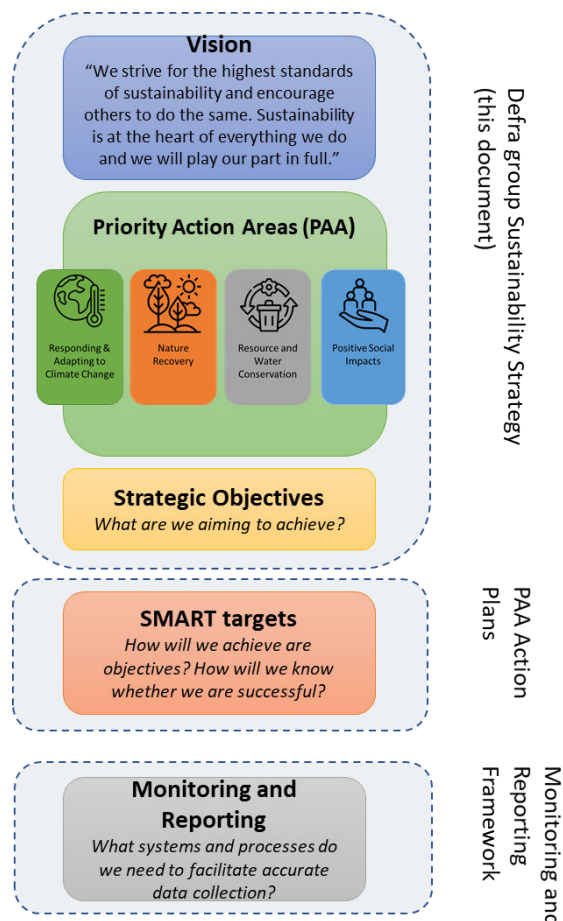 Vision
“We strive for the highest standards
of sustainability and encourage
others to do the same. Sustainability
is at the heart of everything we do
and we will play our part in full.”
Priority Action Areas (PAA)
Responding &
Adapting to
Climate Change
Nature
Recovery
Resource and
Water
Conservation
Positive Social
Impacts
Strategic Objectives
What are we aiming to achieve?
Defra group Sustainability Strategy
(this document)
SMART targets
How will we achieve are
objectives? How will we know
whether we are successful?
PAA Action
Plans
Monitoring and
Reporting
What systems and processes do
we need to facilitate accurate
data collection?
Monitoring and
Reporting
Framework